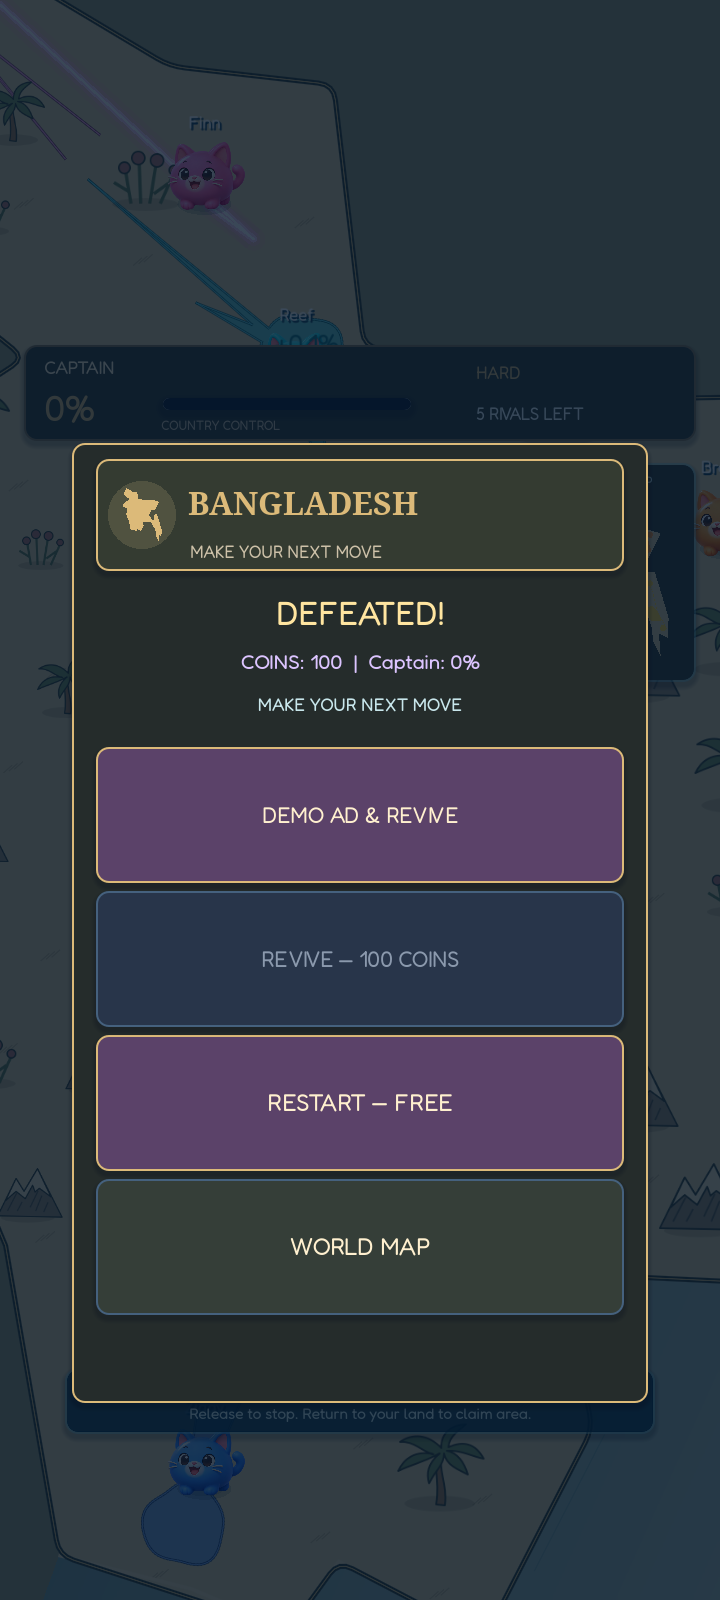 Finn
Reef
CAPTAIN
0%
COUNTRY CONTROL
HARD
5 RIVALS LEFT
BANGLADESH
MAKE YOUR NEXT MOVE
DEFEATED!
COINS: 100 | Captain: 0%
MAKE YOUR NEXT MOVE
DEMO AD & REVIVE
REVIVE — 100 COINS
RESTART — FREE
WORLD MAP
Release to stop. Return to your land to claim area.